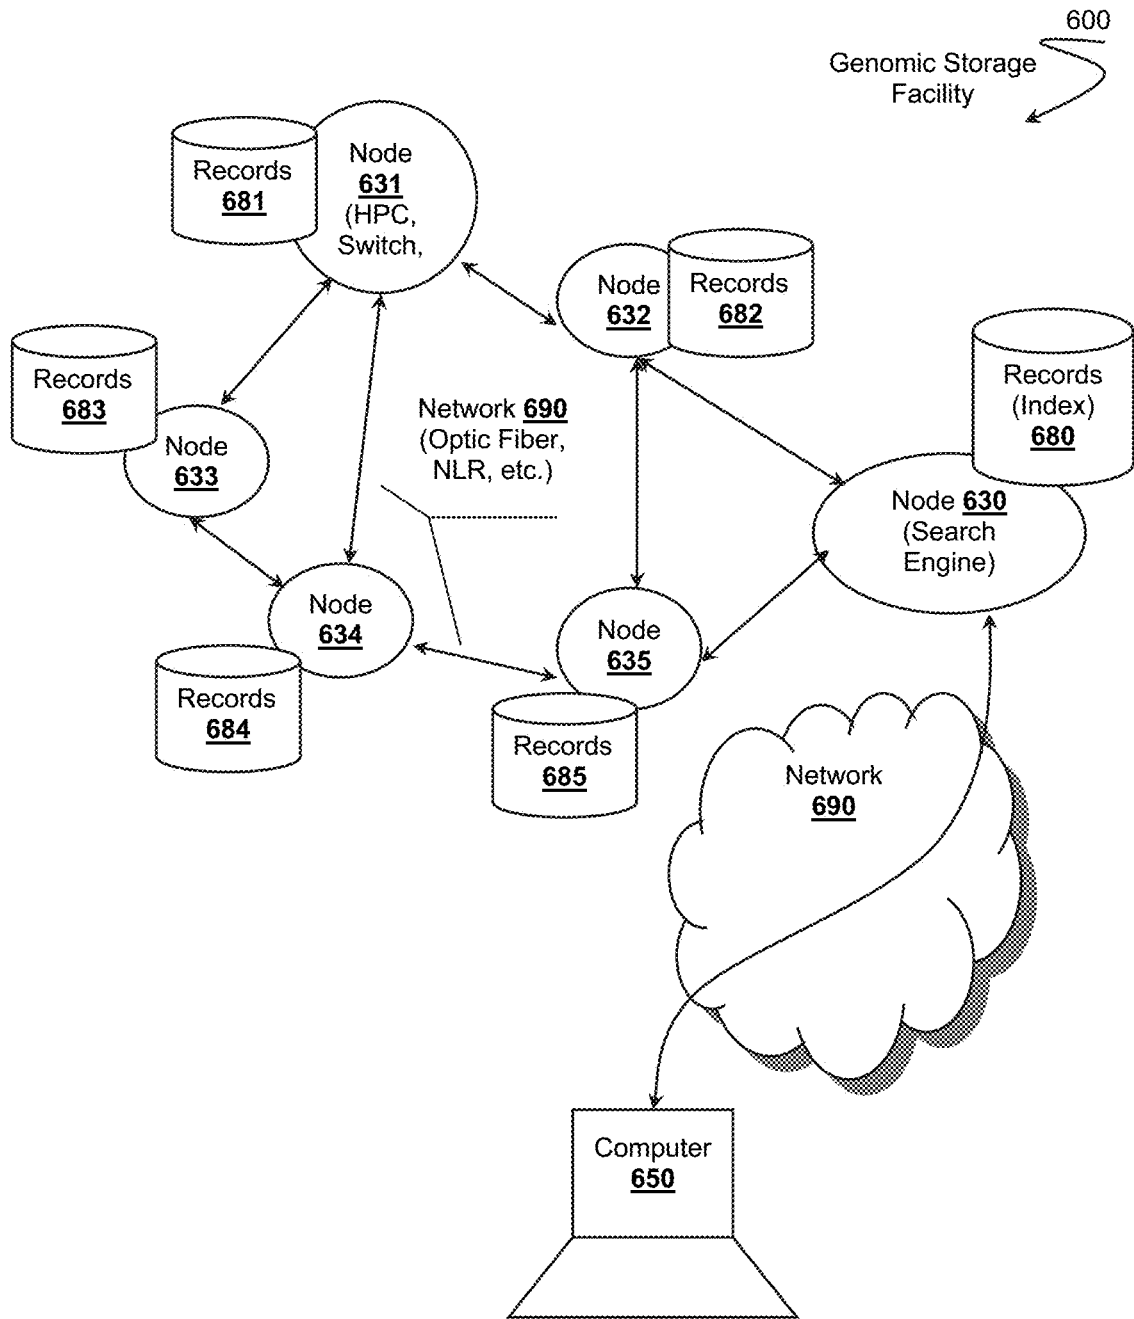 600
Genomic Storage
Facility
Records
681
Node
631
(HPC,
Switch,
Node
632
Records
682
Records
683
Node
633
Network 690
(Optic Fiber,
NLR, etc.)
Records
(Index)
680
Node 630
(Search
Engine)
Node
634
Records
684
Node
635
Records
685
Network
690
Computer
650